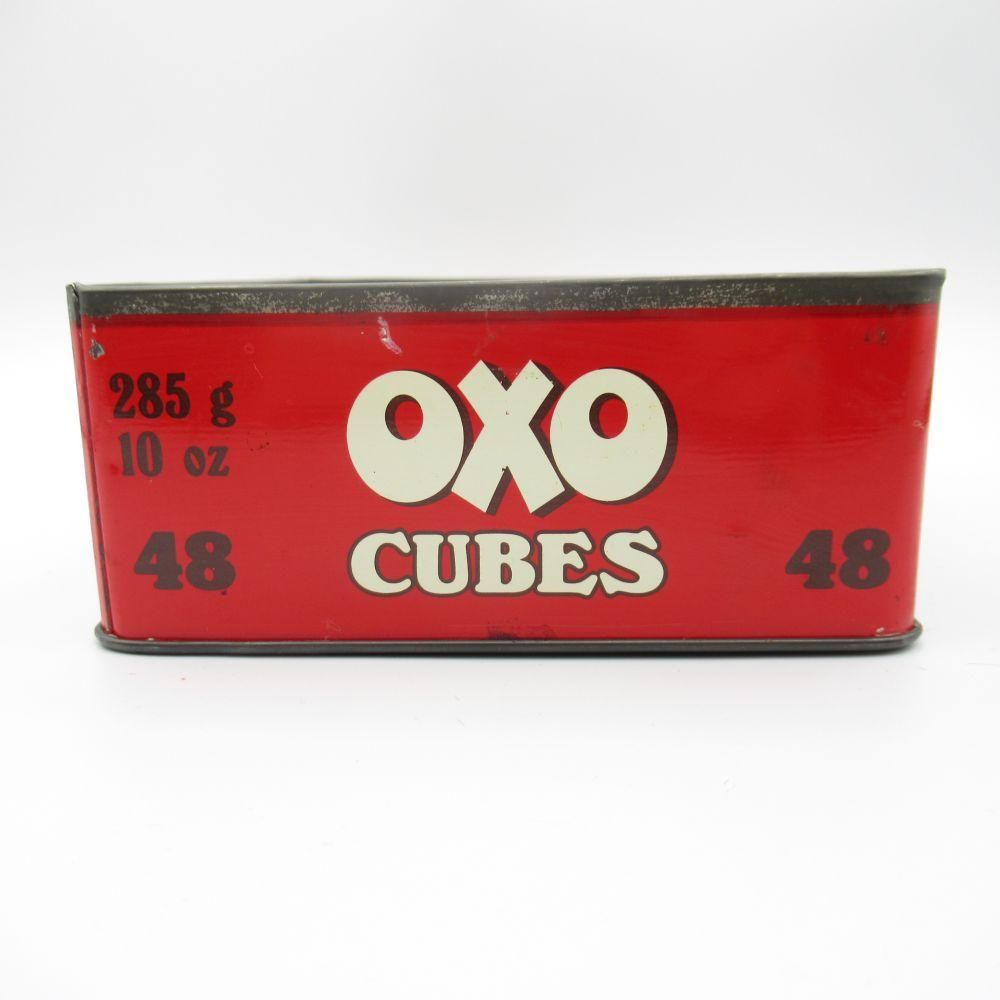 285 g
10 oz
OXO
CUBES
48
48